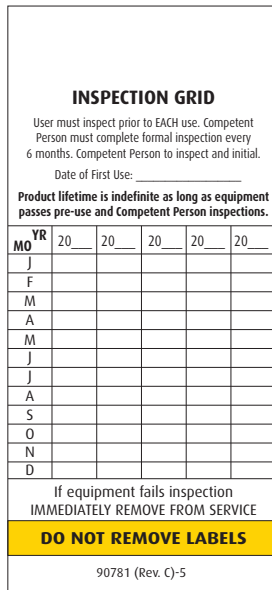 INSPECTION GRID
User must inspect prior to EACH use. Competent
Person must complete formal inspection every
6 months. Competent Person to inspect and initial.
Date of First Use: __________________
Product lifetime is indefinite as long as equipment
passes pre-use and Competent Person inspections.
MO YR 20___ 20___ 20___ 20___ 20___
J
F
M
A
M
J
J
A
S
O
N
D
If equipment fails inspection
IMMEDIATELY REMOVE FROM SERVICE
DO NOT REMOVE LABELS
90781 (Rev. C)-5